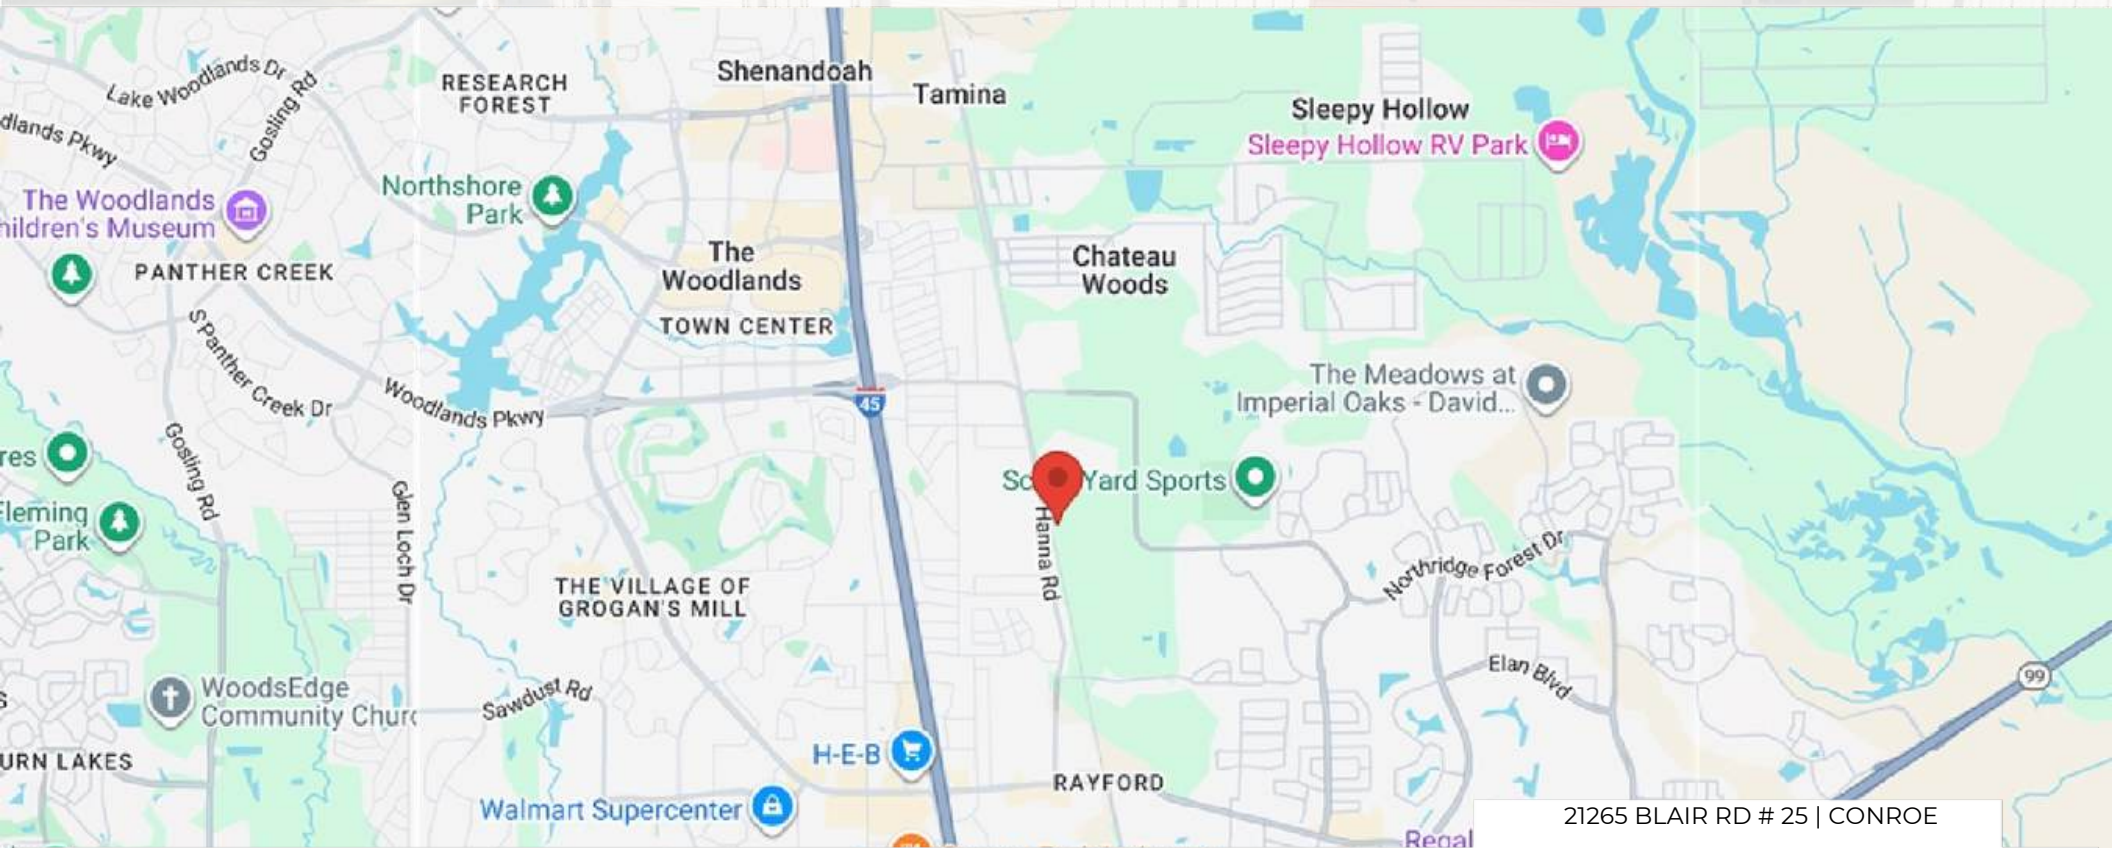 Shenandoah
Tamina
RESEARCH
FOREST
Lake Woodlands Dr
Gosling Rd
dlands Pkwy
Sleepy Hollow
Sleepy Hollow RV Park
Northshore
Park
The Woodlands
hildren's Museum
PANTHER CREEK
The
Woodlands
TOWN CENTER
Chateau
Woods
S Panther Creek Dr
Woodlands Pkwy
45
The Meadows at
Imperial Oaks - David...
Gosling Rd
res
Glen Loch Dr
Sc
Yard Sports
Hanna Rd
Fleming
Park
Northridge Forest Dr
THE VILLAGE OF
GROGAN'S MILL
Elan Blvd
99
WoodsEdge
Community Churc
Sawdust Rd
H-E-B
URN LAKES
RAYFORD
Walmart Supercenter
Regal
21265 BLAIR RD # 25 | CONROE